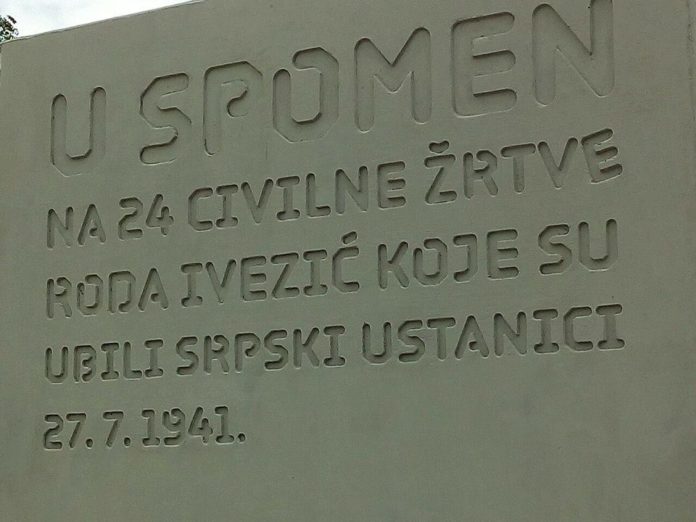 U SPOMEN
NA 24 CIVILNE ŽRTVE
RODA IVEZIĆ KOJE SU
UBILI SRPSKI USTANICI
27. 7. 1941.